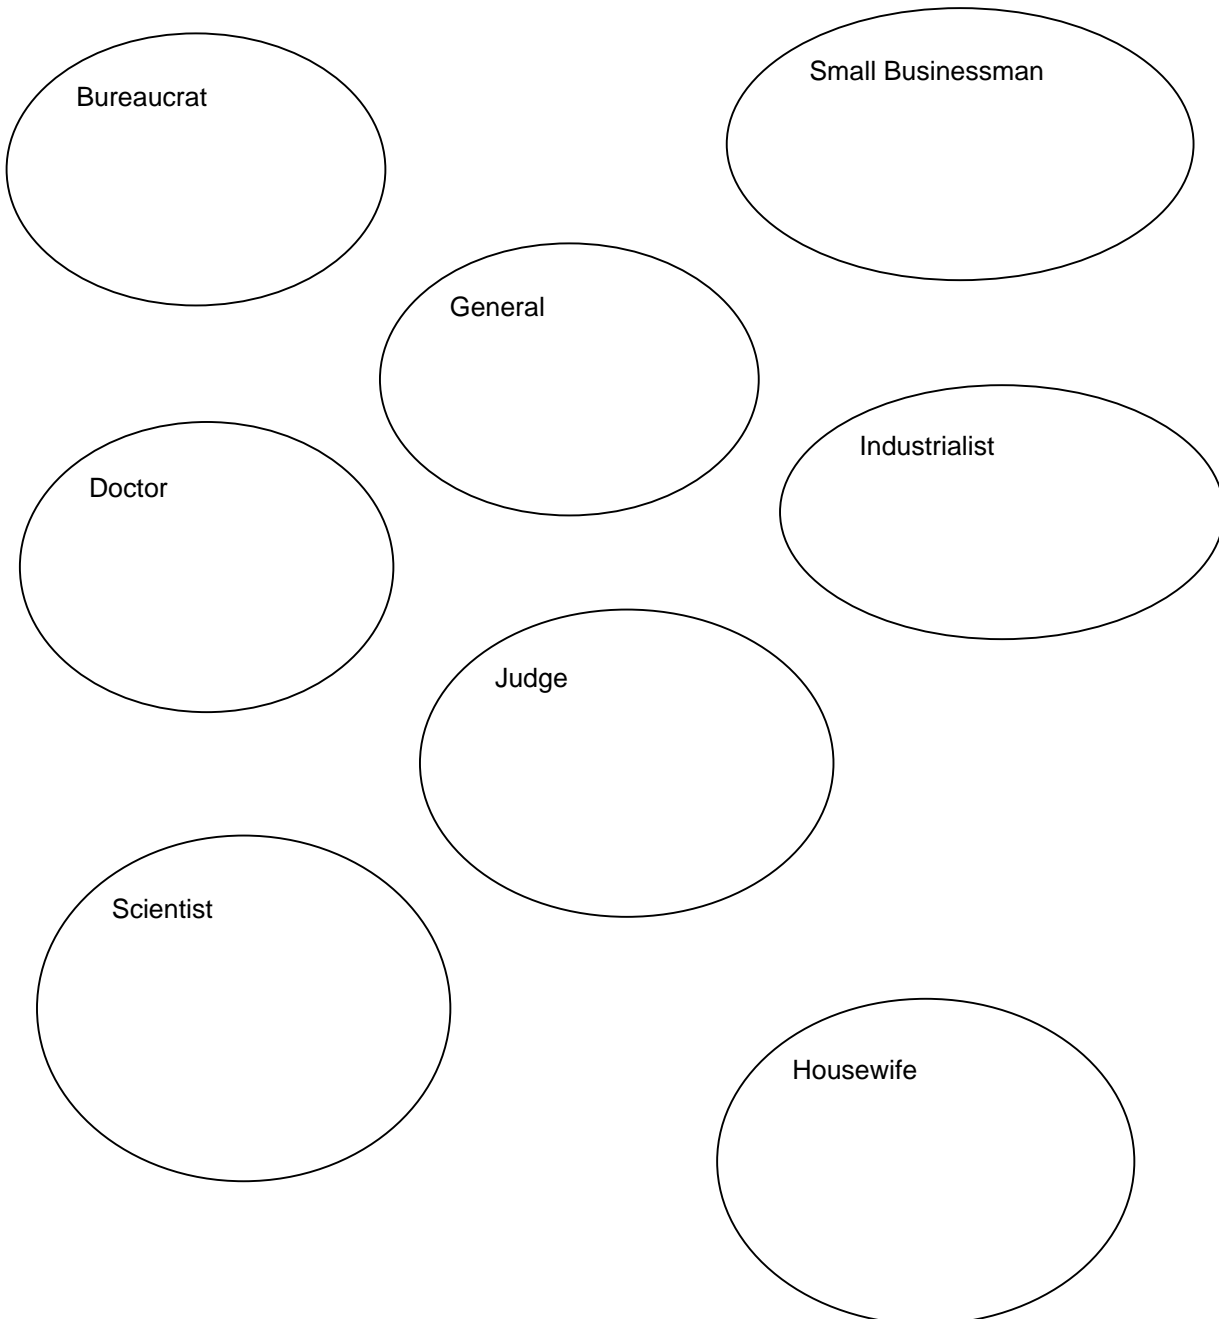 Small Businessman
Bureaucrat
General
Industrialist
Doctor
Judge
Scientist
Housewife